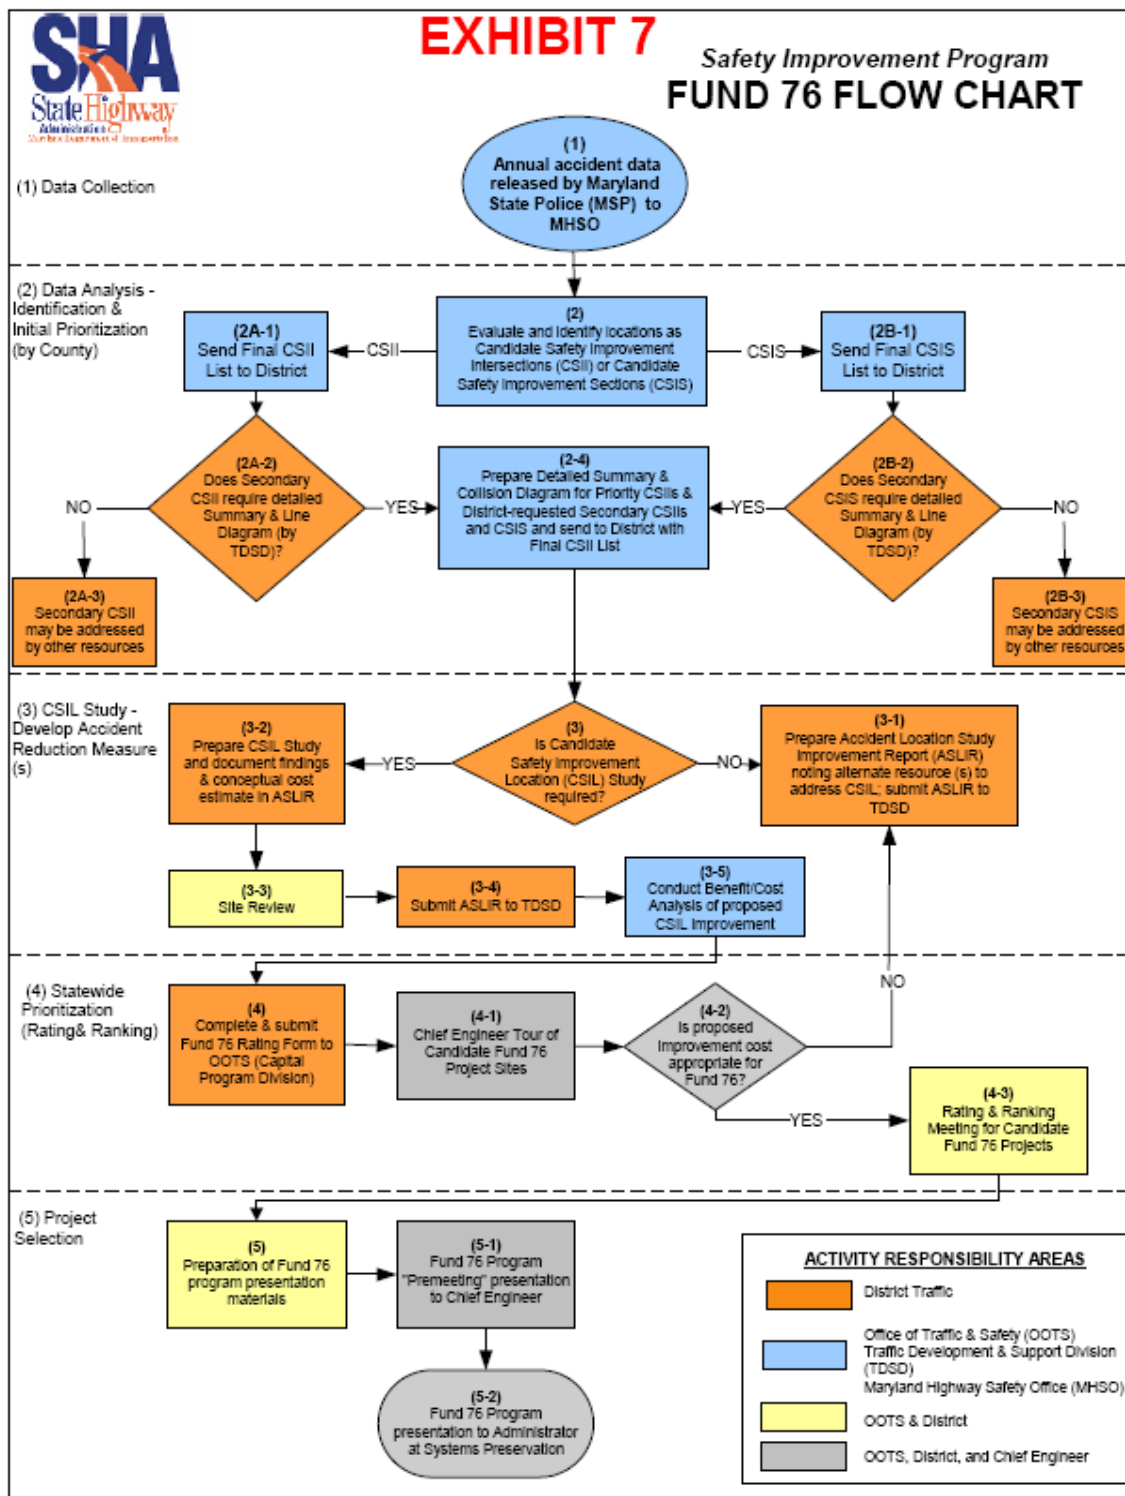 SHA
State Highway
Administration
Maryland Department of Transportation
EXHIBIT 7
Safety Improvement Program
FUND 76 FLOW CHART
(1) Data Collection
(1)
Annual accident data
released by Maryland
State Police (MSP) to
MHSO
(2) Data Analysis -
Identification &
Initial Prioritization
(by County)
(2A-1)
Send Final CSII
List to District
CSII
(2)
Evaluate and Identify locations as
Candidate Safety Improvement
Intersections (CSII) or Candidate
Safety Improvement Sections (CSIS)
CSIS
(2B-1)
Send Final CSIS
List to District
(2A-2)
Does Secondary
CSII require detailed
Summary & Line
Diagram (by
TDSD)?
NO
YES
(2-4)
Prepare Detailed Summary &
Collision Diagram for Priority CSIIs &
District-requested Secondary CSIIs
and CSIS and send to District with
Final CSII List
YES
(2B-2)
Does Secondary
CSIS require detailed
Summary & Line
Diagram (by
TDSD)?
NO
(2A-3)
Secondary CSII
may be addressed
by other resources
(2B-3)
Secondary CSIS
may be addressed
by other resources
(3) CSIL Study -
Develop Accident
Reduction Measure
(s)
(3-2)
Prepare CSIL Study
and document findings
& conceptual cost
estimate in ASLIR
YES
(3)
Is Candidate
Safety Improvement
Location (CSIL) Study
required?
NO
(3-1)
Prepare Accident Location Study
Improvement Report (ASLIR)
noting alternate resource (s) to
address CSIL; submit ASLIR to
TDSD
(3-3)
Site Review
(3-4)
Submit ASLIR to TDSD
(3-5)
Conduct Benefit/Cost
Analysis of proposed
CSIL Improvement
(4) Statewide
Prioritization
(Rating& Ranking)
(4)
Complete & submit
Fund 76 Rating Form to
OOTS (Capital
Program Division)
(4-1)
Chief Engineer Tour of
Candidate Fund 76
Project Sites
(4-2)
Is proposed
Improvement cost
appropriate for
Fund 76?
NO
YES
(4-3)
Rating & Ranking
Meeting for Candidate
Fund 76 Projects
(5) Project
Selection
(5)
Preparation of Fund 76
program presentation
materials
(5-1)
Fund 76 Program
"Premeeting" presentation
to Chief Engineer
(5-2)
Fund 76 Program
presentation to Administrator
at Systems Preservation
ACTIVITY RESPONSIBILITY AREAS
District Traffic
Office of Traffic & Safety (OOTS)
Traffic Development & Support Division
(TDSD)
Maryland Highway Safety Office (MHSO)
OOTS & District
OOTS, District, and Chief Engineer